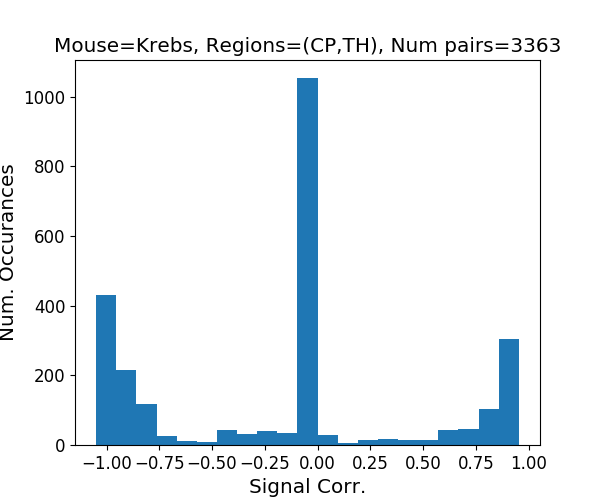 Mouse=Krebs, Regions=(CP,TH), Num pairs=3363
1000
800
600
400
200
0
Num. Occurances
−1.00 −0.75 −0.50 −0.25 0.00 0.25 0.50 0.75 1.00
Signal Corr.